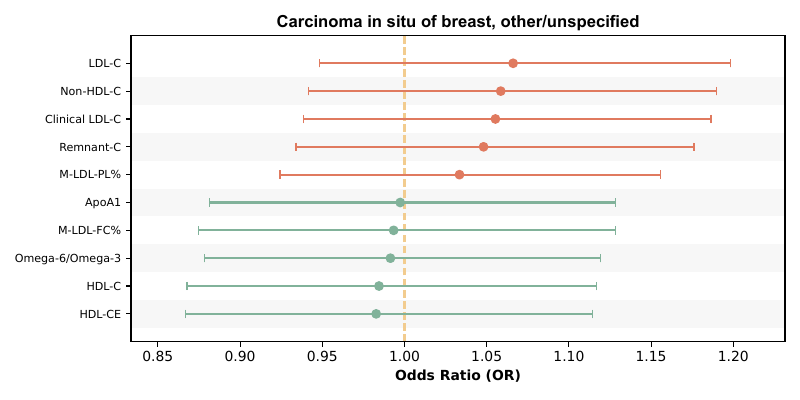 Carcinoma in situ of breast, other/unspecified
LDL-C
Non-HDL-C
Clinical LDL-C
Remnant-C
M-LDL-PL%
ApoA1
M-LDL-FC%
Omega-6/Omega-3
HDL-C
HDL-CE
0.85 0.90 0.95 1.00 1.05 1.10 1.15 1.20
Odds Ratio (OR)